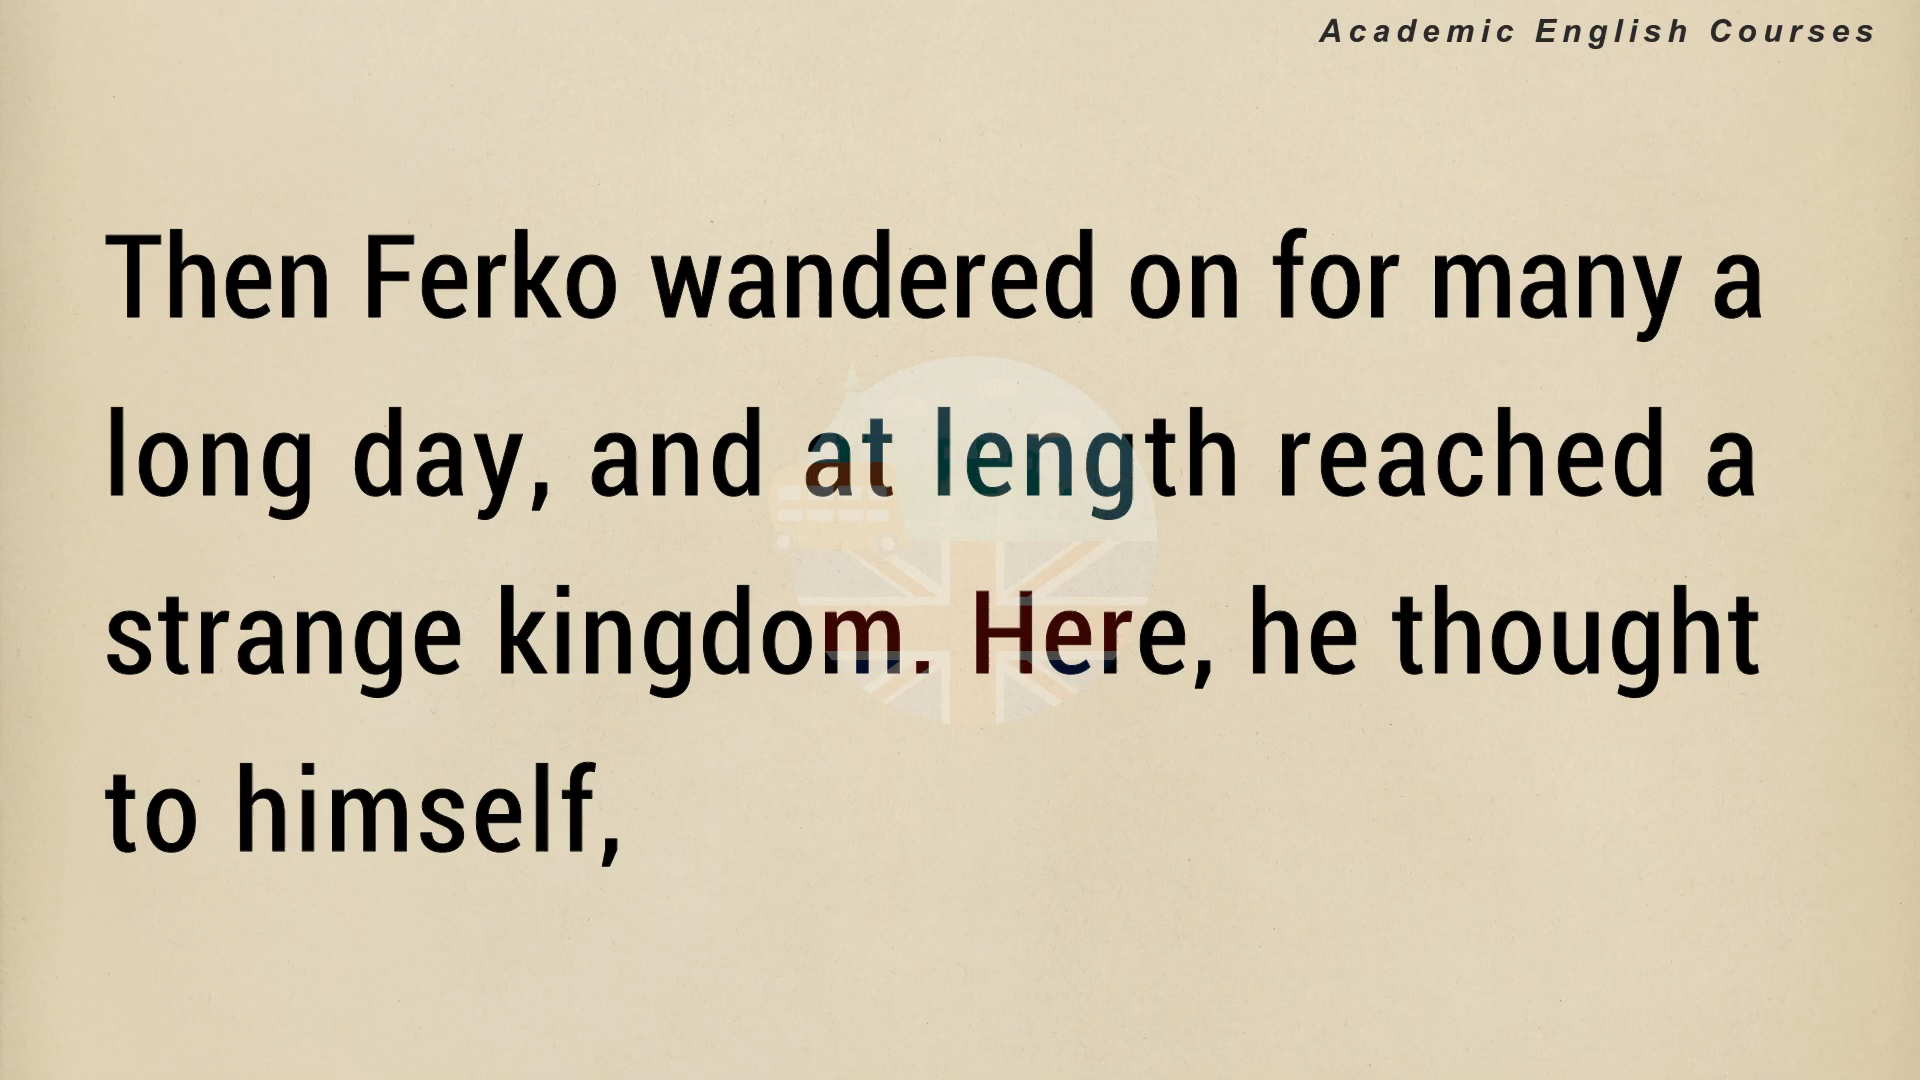 Academic English Courses
Then Ferko wandered on for many a
long day, and at length reached a
strange kingdom. Here, he thought
to himself,